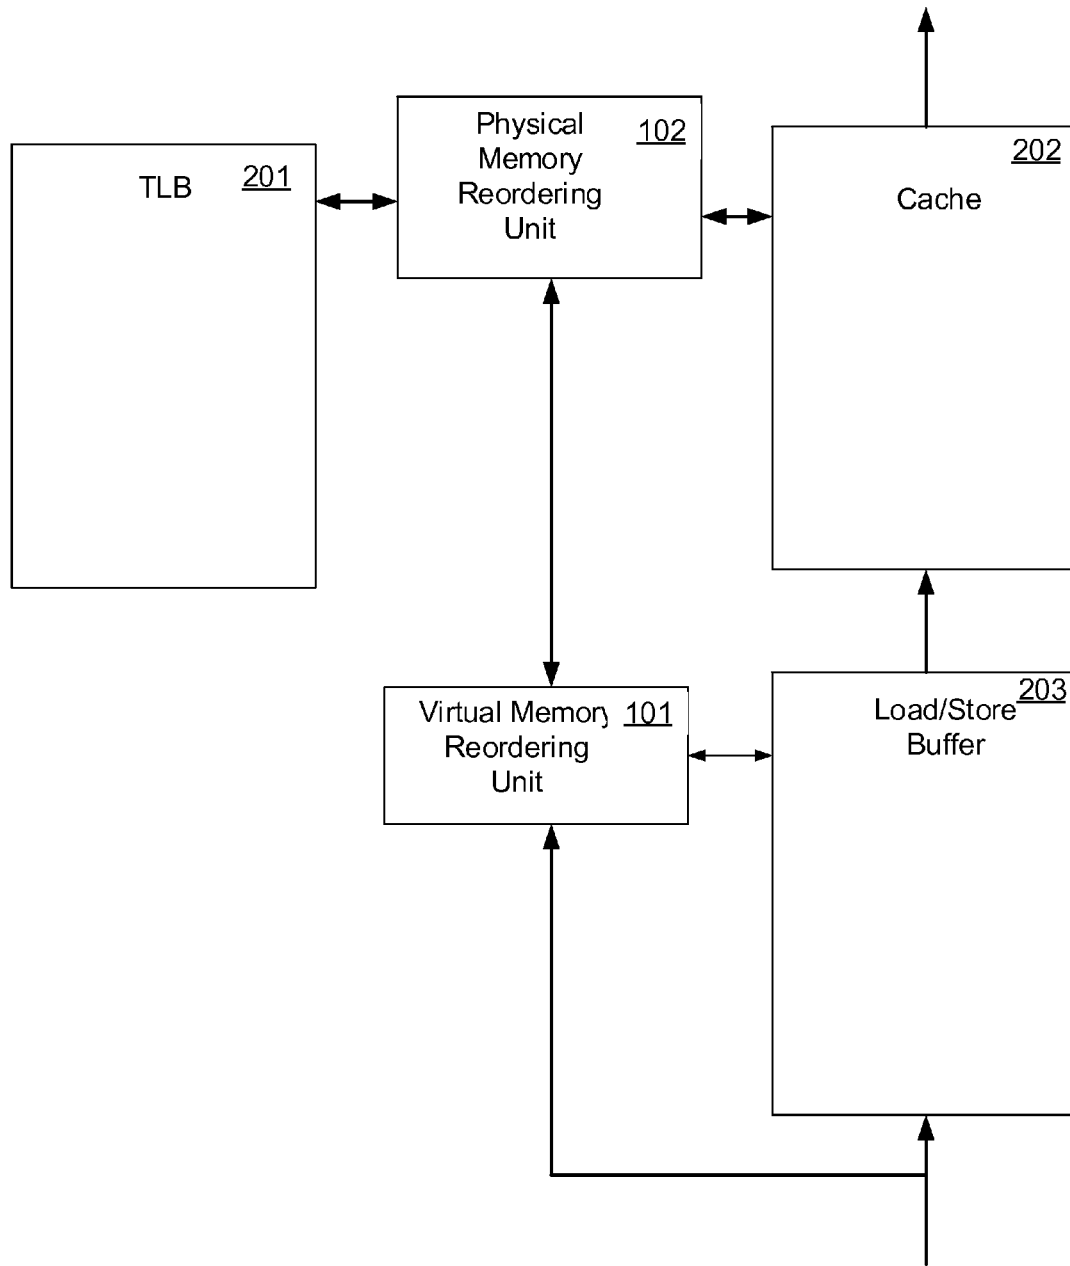 Physical
Memory
Reordering
Unit
102
TLB
201
202
Cache
Virtual Memory
Reordering
Unit
101
203
Load/Store
Buffer